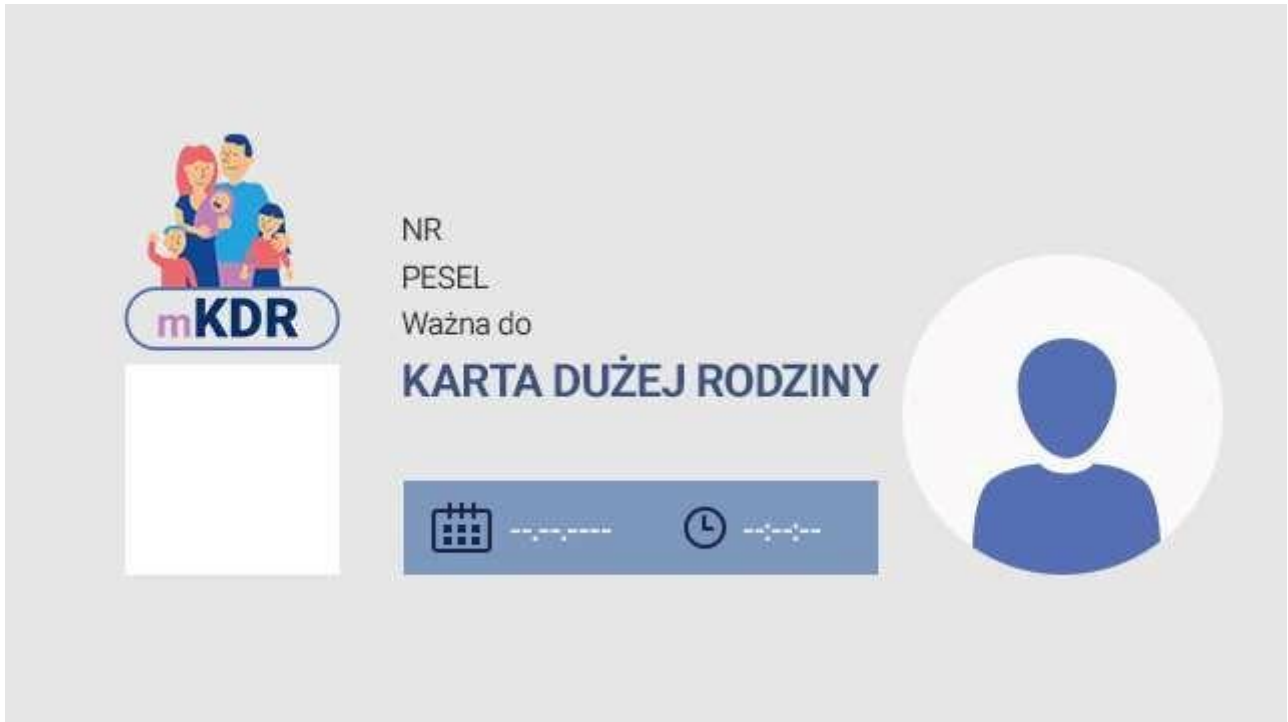 mKDR
NR
PESEL
Ważna do
KARTA DUŻEJ RODZINY
--.--.----
--:--:--